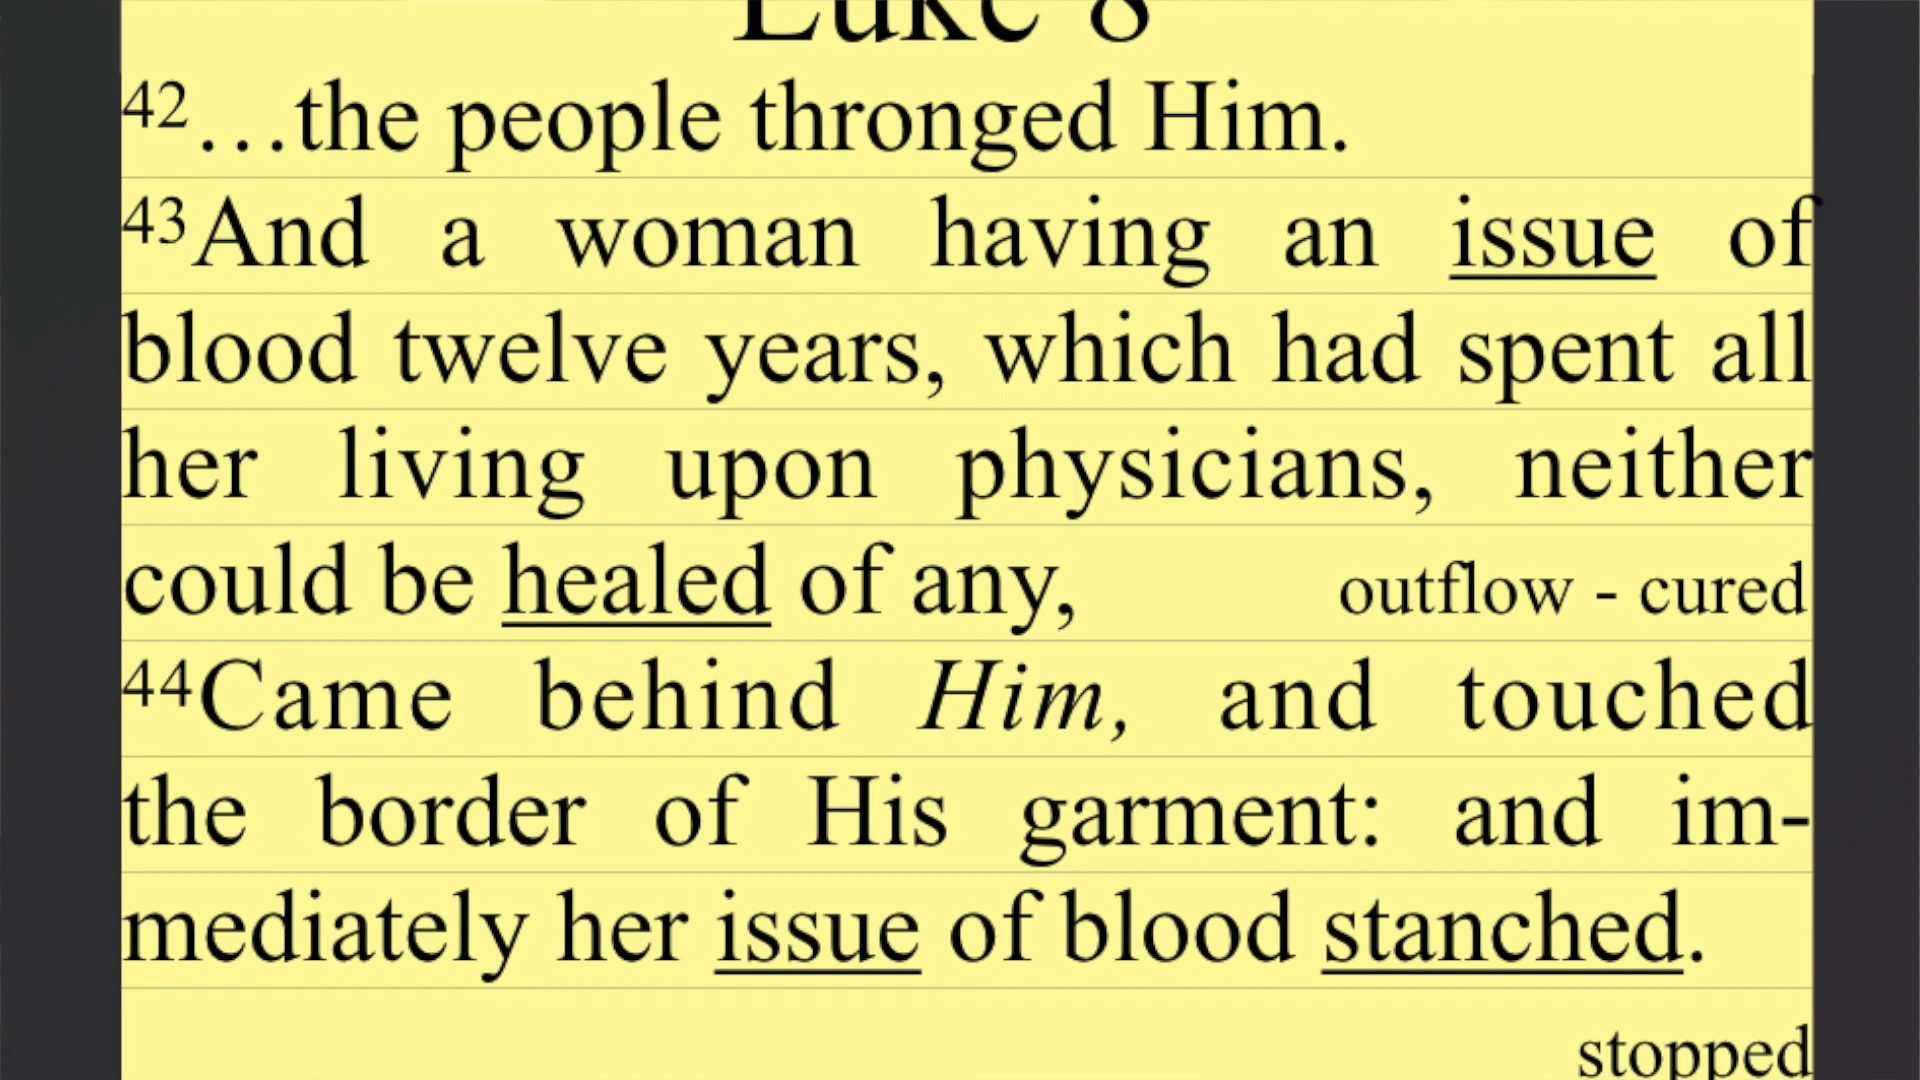 Luke 8
42...the people thronged Him.
43And a woman having an issue of
blood twelve years, which had spent all
her living upon physicians, neither
could be healed of any, outflow - cured
44Came behind Him, and touched
the border of His garment: and im-
mediately her issue of blood stanched.
stopped